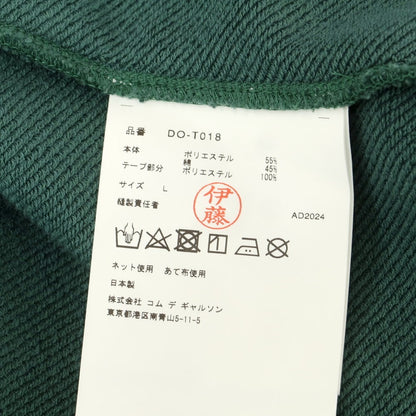 品番 DO-T018
本体 ポリエステル 55%
綿 45%
テープ部分 ポリエステル 100%
サイズ L
縫製責任者 伊藤 AD2024
ネット使用 あて布使用
日本製
株式会社 コム デ ギャルソン
東京都港区南青山5-11-5